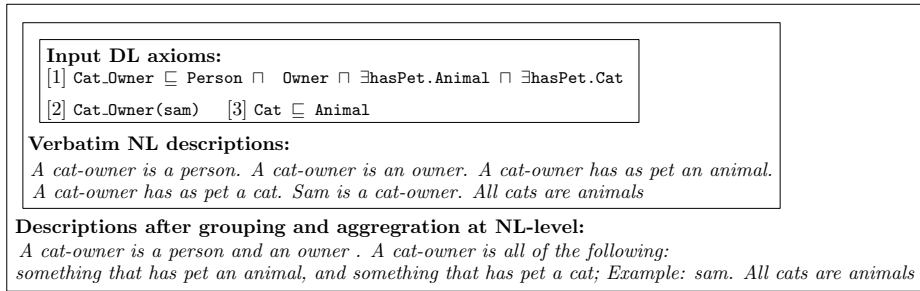 Input DL axioms:
[1] Cat_Owner ⊑ Person ⊓ Owner ⊓ ∃hasPet.Animal ⊓ ∃hasPet.Cat
[2] Cat_Owner(sam) [3] Cat ⊑ Animal
Verbatim NL descriptions:
A cat-owner is a person. A cat-owner is an owner. A cat-owner has as pet an animal.
A cat-owner has as pet a cat. Sam is a cat-owner. All cats are animals
Descriptions after grouping and aggregration at NL-level:
A cat-owner is a person and an owner . A cat-owner is all of the following:
something that has pet an animal, and something that has pet a cat; Example: sam. All cats are animals